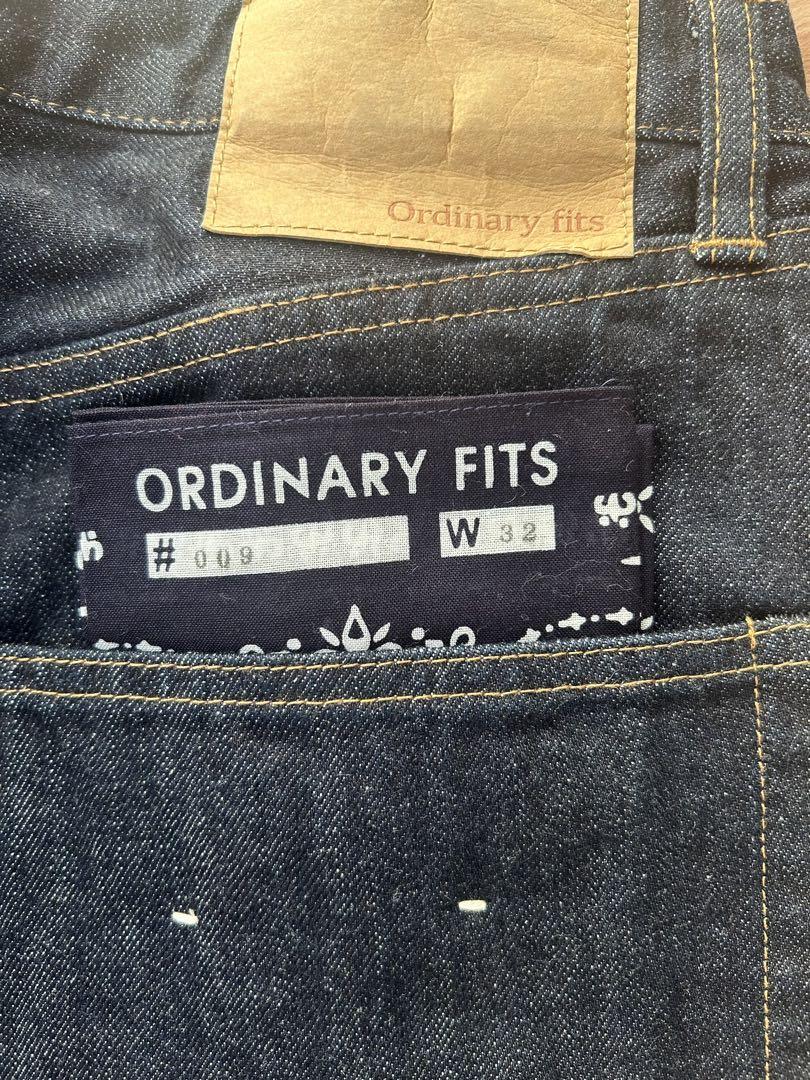 Ordinary fits
ORDINARY FITS
# 009 W 32